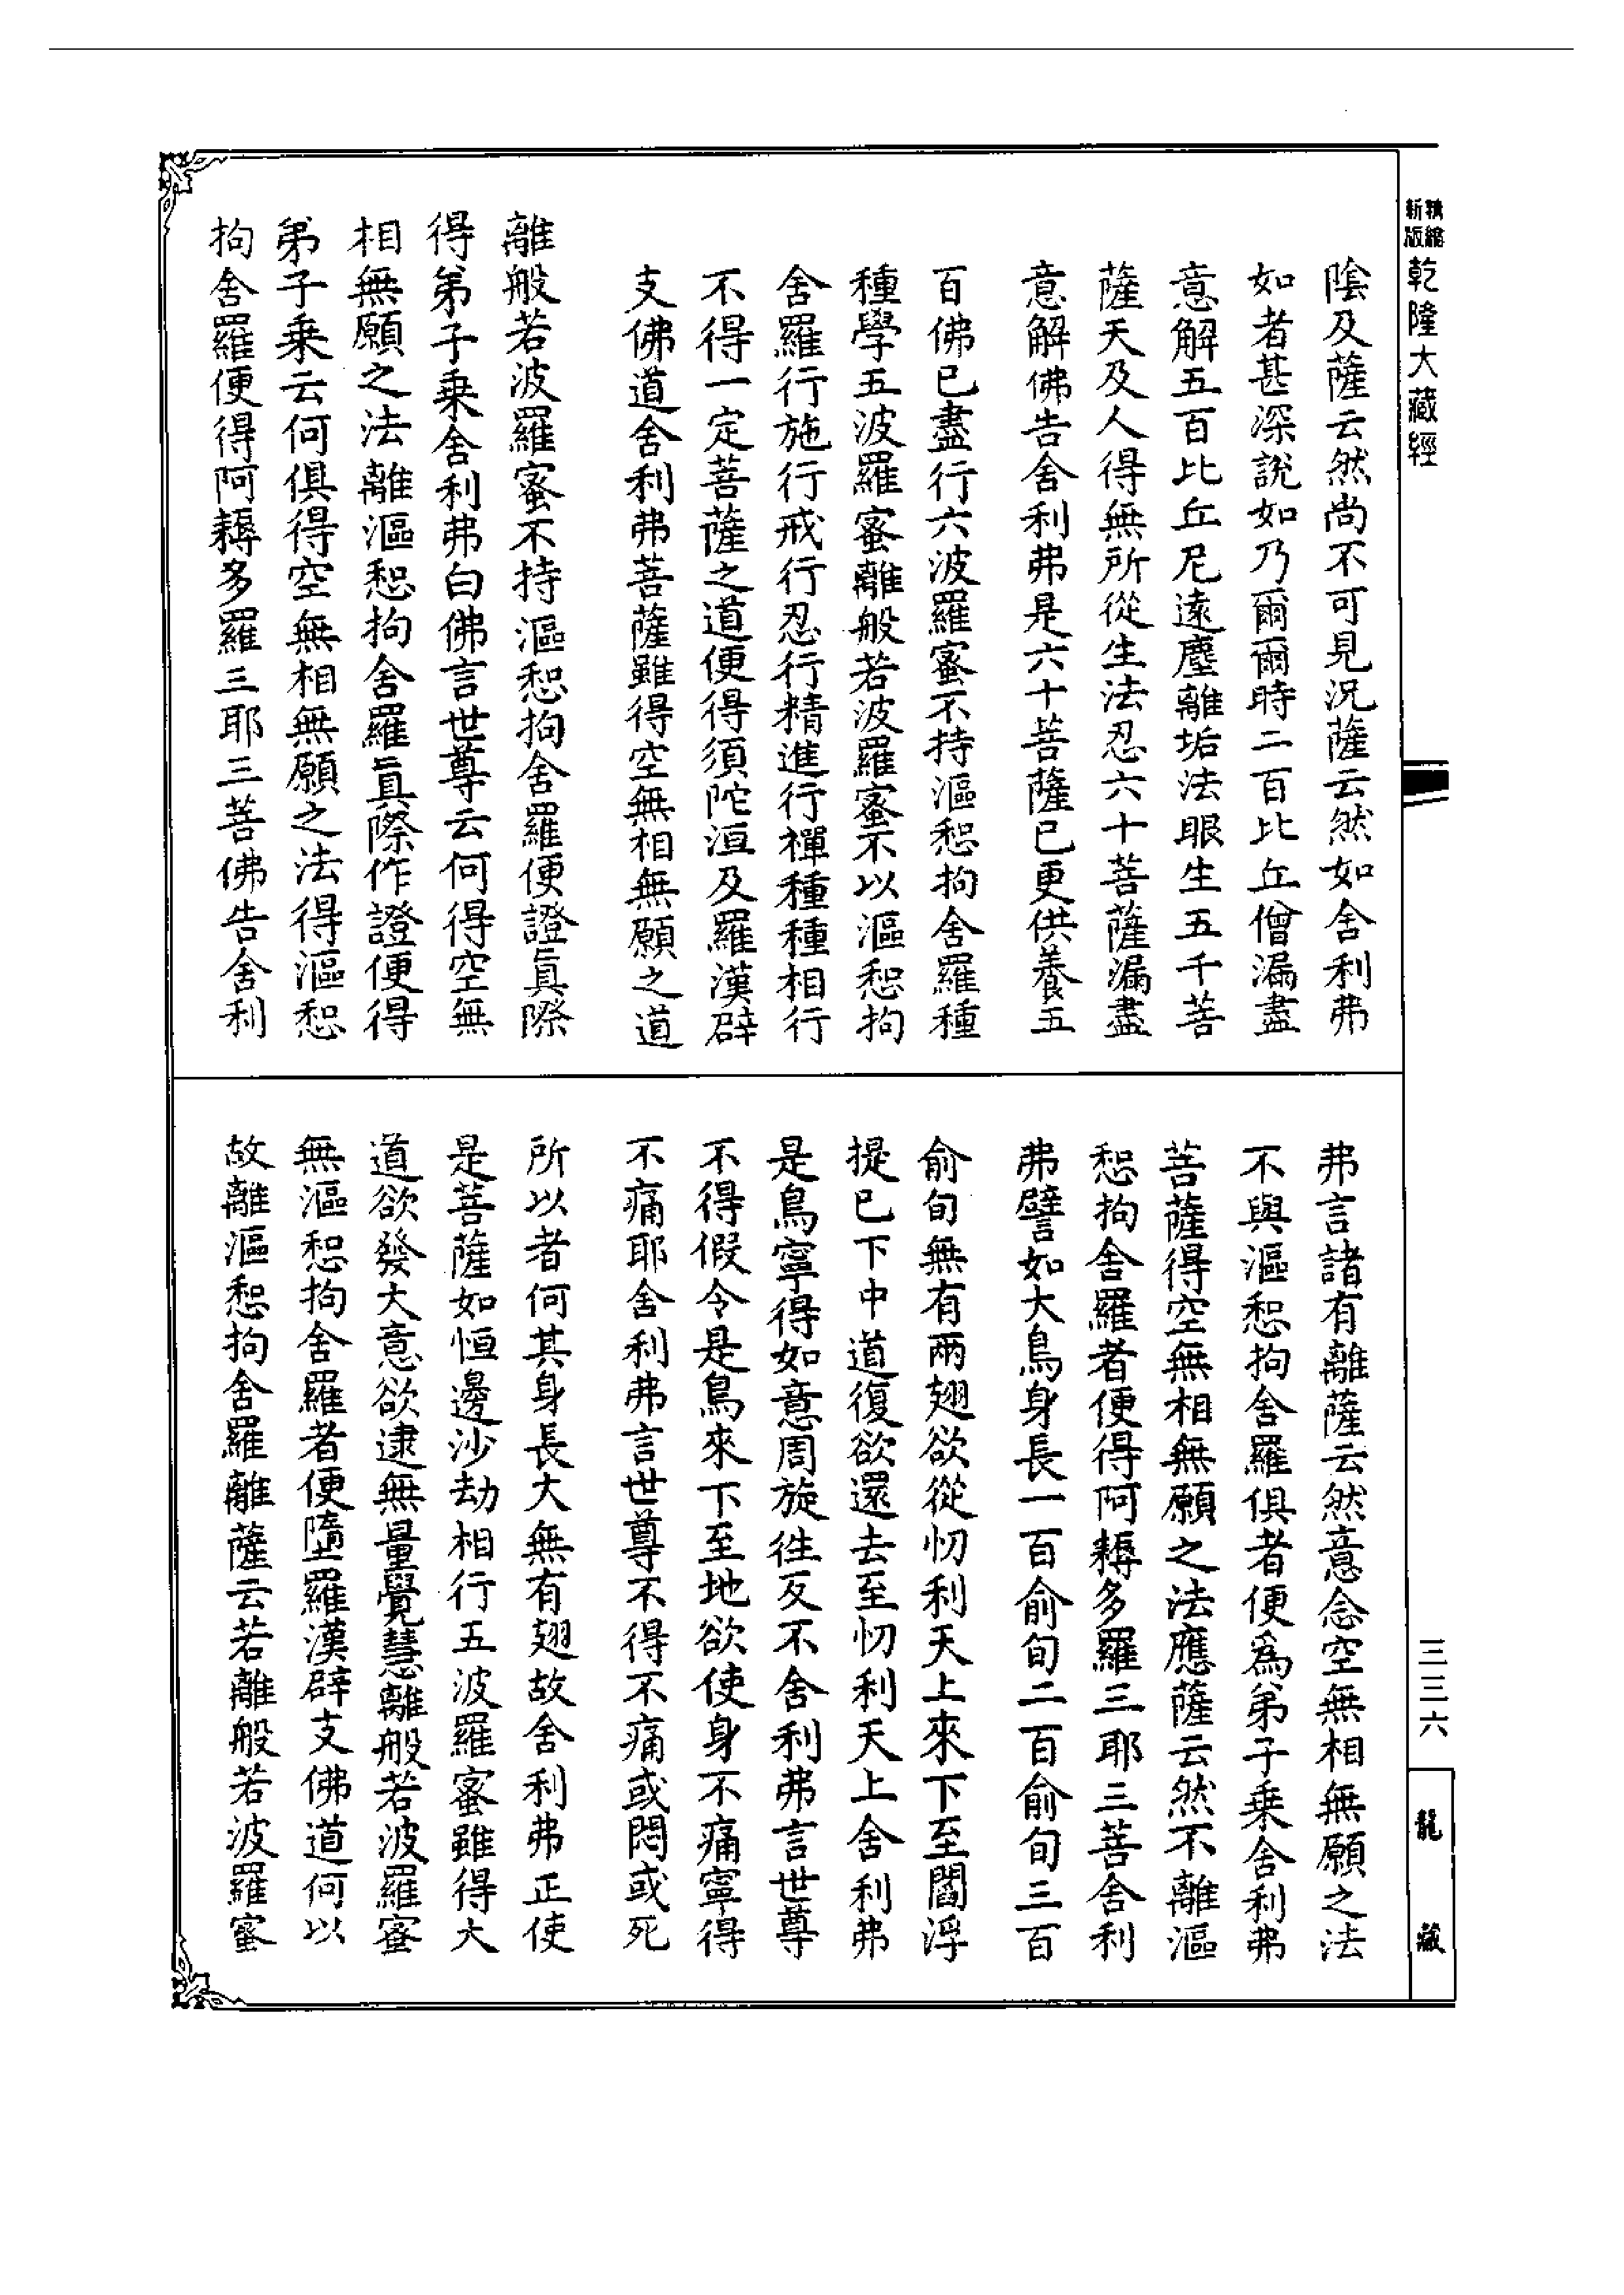 精縮
新版
乾隆大藏經
陰及薩云然尚不可見況薩云然如舍利弗
如者甚深說如乃爾爾時二百比丘僧漏盡
意解五百比丘尼遠塵離垢法眼生五千菩
薩天及人得無所從生法忍六十菩薩漏盡
意解佛告舍利弗是六十菩薩已更供養五
百佛已盡行六波羅蜜不持漚惒拘舍羅種
種學五波羅蜜離般若波羅蜜不以漚惒拘
舍羅行施行戒行忍行精進行禪種種相行
不得一定菩薩之道便得須陀洹及羅漢辟
支佛道舍利弗菩薩雖得空無相無願之道
離般若波羅蜜不持漚惒拘舍羅便證真際
得弟子乘舍利弗白佛言世尊云何得空無
相無願之法離漚惒拘舍羅真際作證便得
弟子乘云何俱得空無相無願之法得漚惒
拘舍羅便得阿耨多羅三耶三菩佛告舍利
弗言諸有離薩云然意念空無相無願之法
不與漚惒拘舍羅俱者便為弟子乘舍利弗
菩薩得空無相無願之法應薩云然不離漚
惒拘舍羅者便得阿耨多羅三耶三菩舍利
弗譬如大鳥身長一百俞旬二百俞旬三百
俞旬無有兩翅欲從忉利天上來下至閻浮
提已下中道復欲還去至忉利天上舍利弗
是鳥寧得如意周旋徃反不舍利弗言世尊
不得假令是鳥來下至地欲使身不痛寧得
不痛耶舍利弗言世尊不得不痛或悶或死
所以者何其身長大無有翅故舍利弗正使
是菩薩如恒邊沙劫相行五波羅蜜雖得大
道欲發大意欲逮無量覺慧離般若波羅蜜
無漚惒拘舍羅者便墮羅漢辟支佛道何以
故離漚惒拘舍羅離薩云若離般若波羅蜜
三三六
龍藏